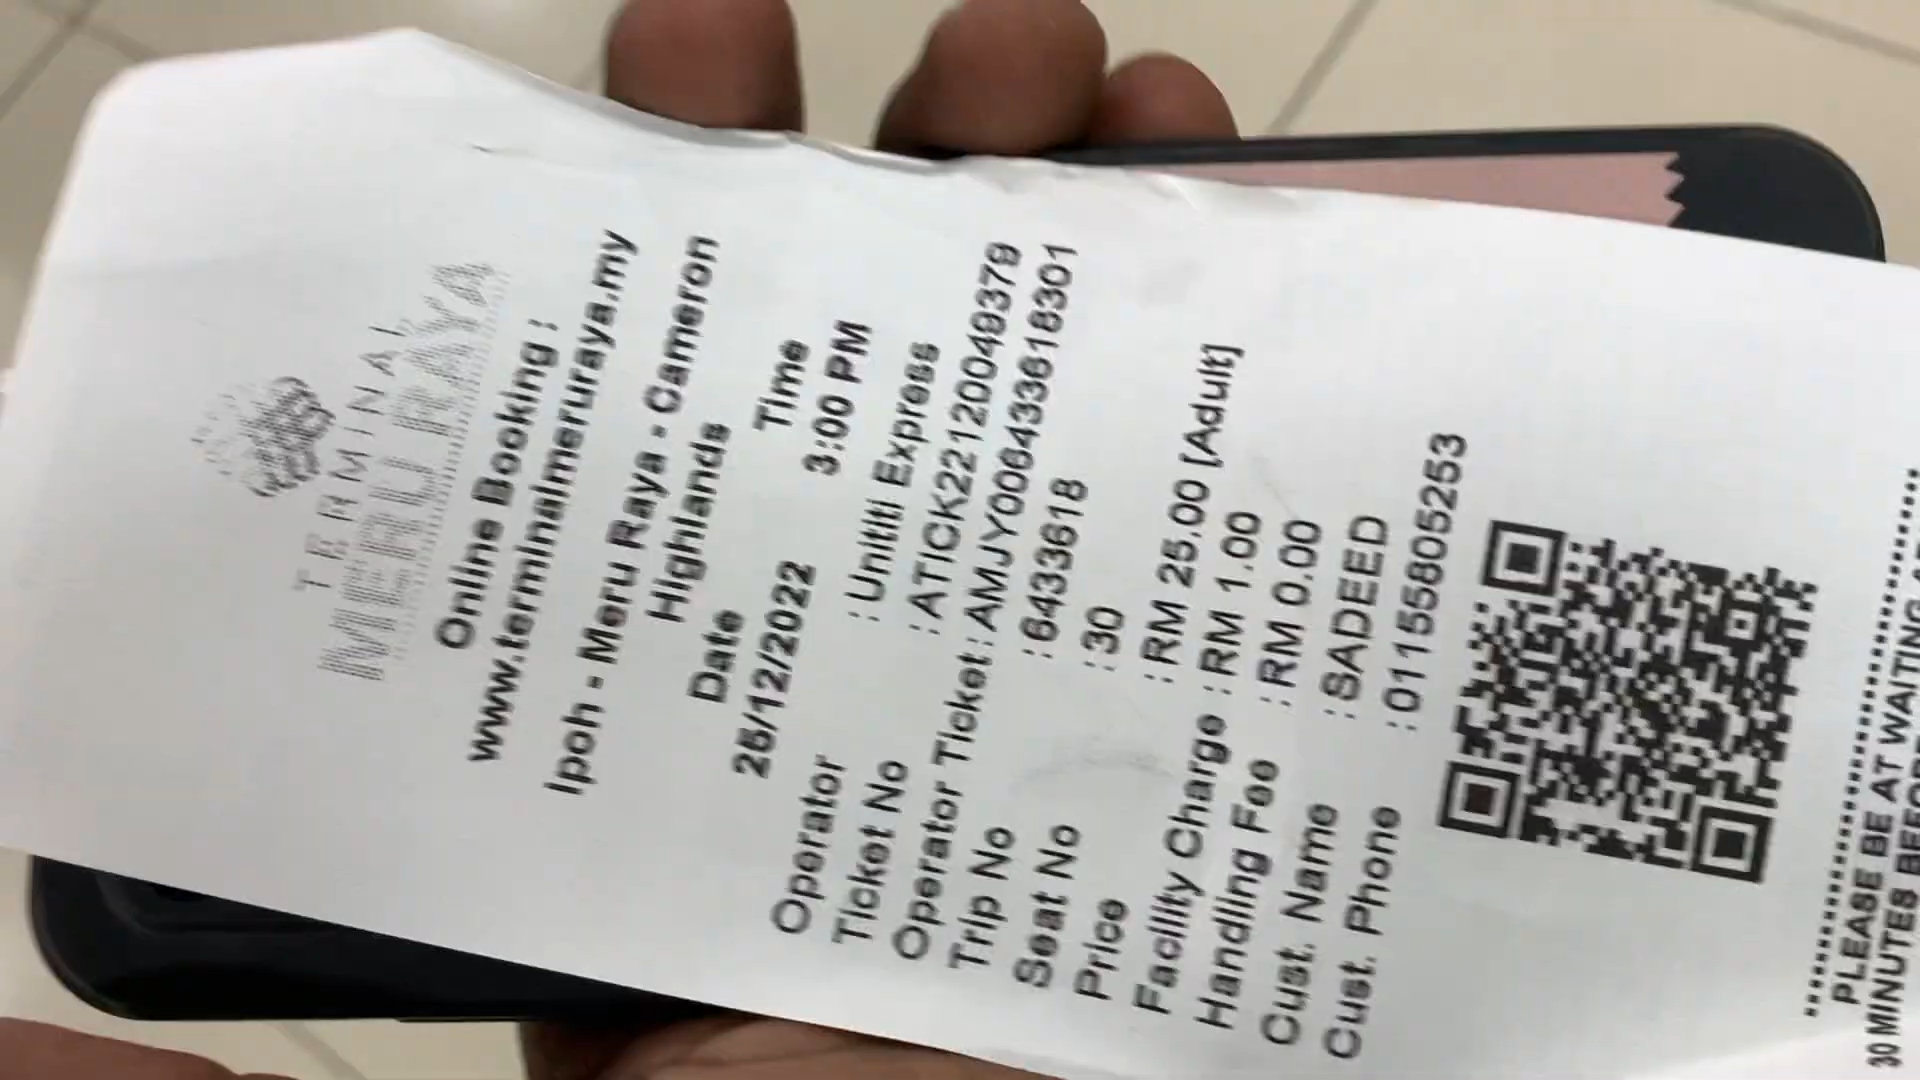 TERMINAL
MERU RAYA
Online Booking :
www.terminalmeruraya.my
Ipoh - Meru Raya - Cameron
Highlands
Date Time
25/12/2022 3:00 PM
Operator : Unititi Express
Ticket No : ATICK221220049379
Operator Ticket : AMJY006433618301
Trip No : 6433618
Seat No : 30
Price : RM 25.00 [Adult]
Facility Charge : RM 1.00
Handling Fee : RM 0.00
Cust. Name : SADEED
Cust. Phone : 01155805253
PLEASE BE AT WAITING
30 MINUTES